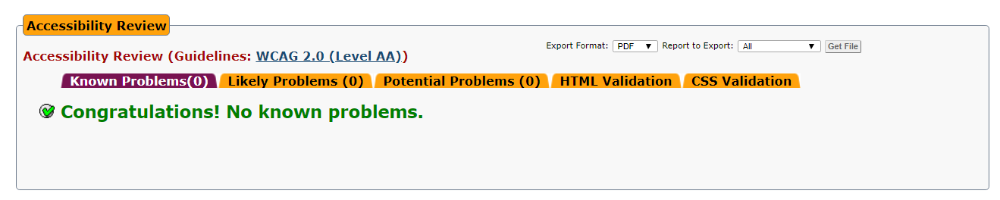 Accessibility Review
Export Format: PDF Report to Export: All Get File
Accessibility Review (Guidelines: WCAG 2.0 (Level AA))
Known Problems(0) Likely Problems (0) Potential Problems (0) HTML Validation CSS Validation
Congratulations! No known problems.